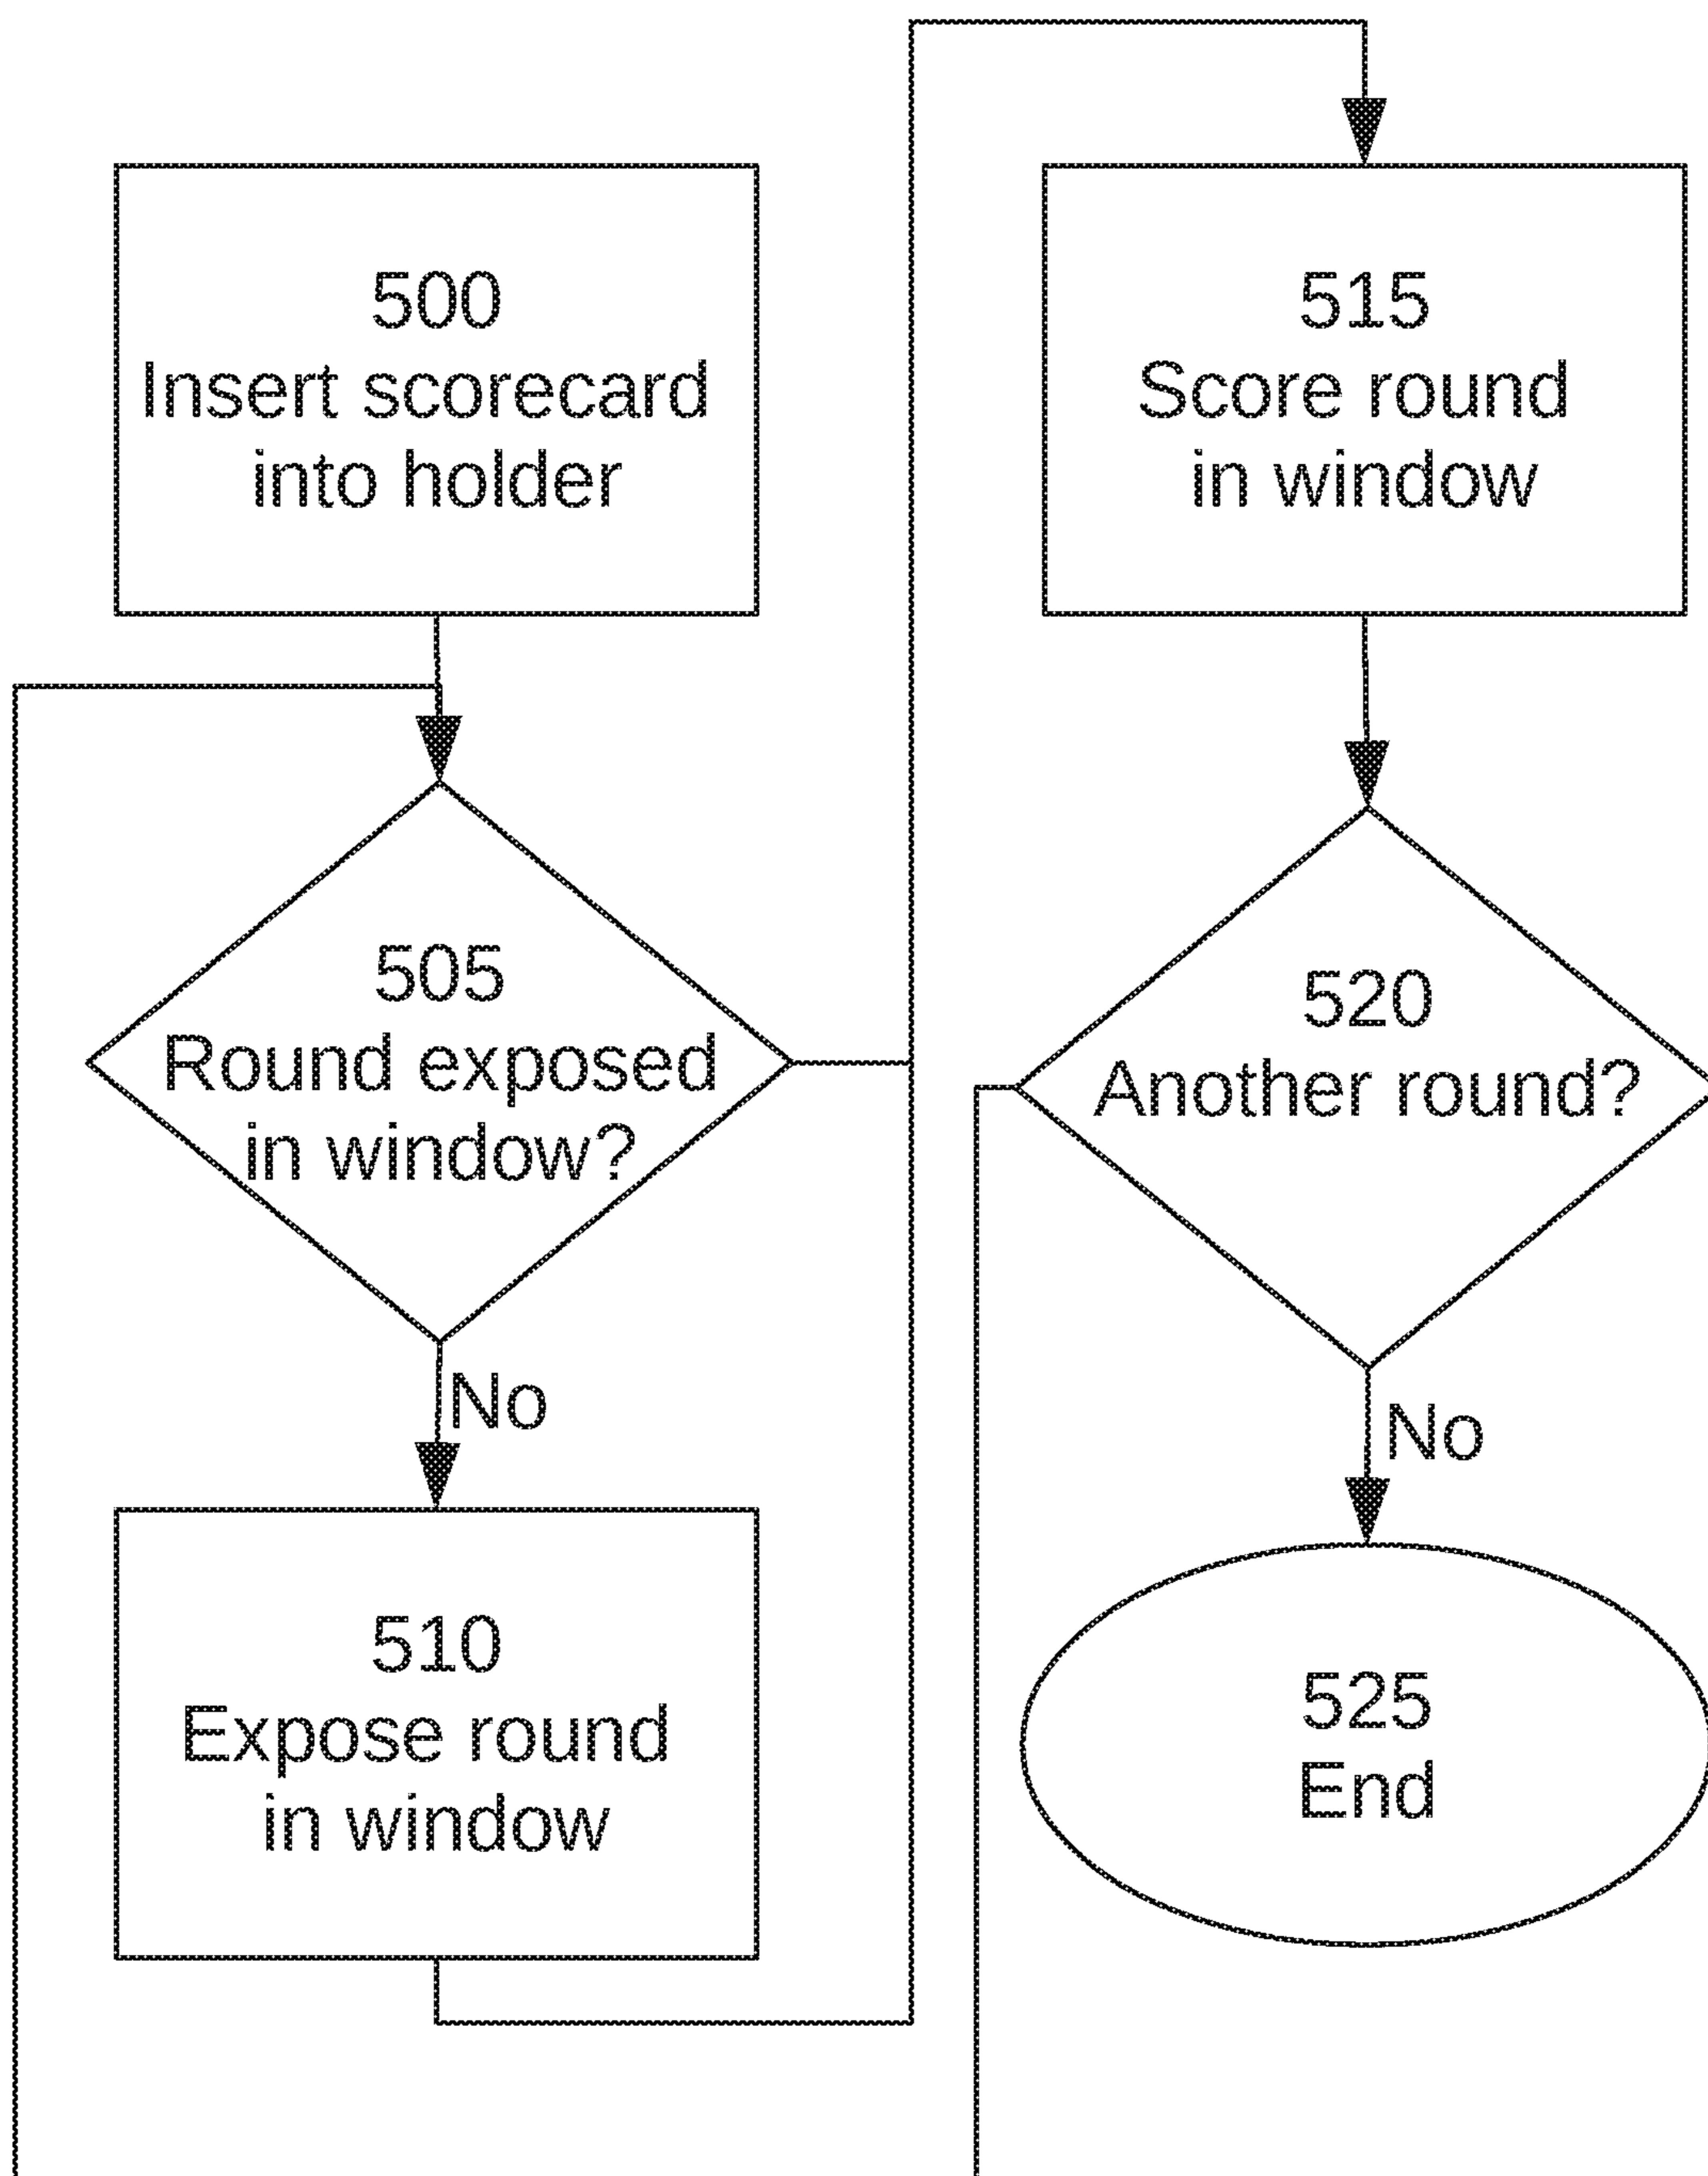 500
Insert scorecard
into holder
505
Round exposed
in window?
No
510
Expose round
in window
515
Score round
in window
520
Another round?
No
525
End